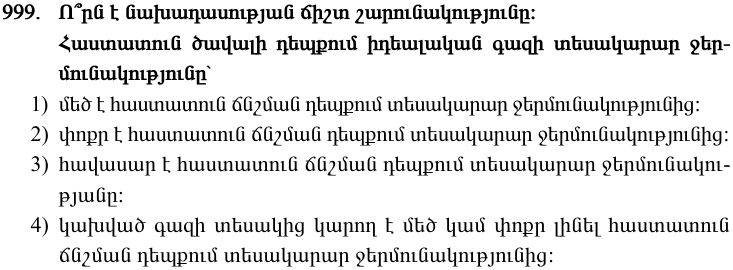 999. Ո՞րն է նախադասության ճիշտ շարունակությունը:
Հաստատուն ծավալի դեպքում իդեալական գազի տեսակարար ջեր-
մունակությունը՝
1) մեծ է հաստատուն ճնշման դեպքում տեսակարար ջերմունակությունից:
2) փոքր է հաստատուն ճնշման դեպքում տեսակարար ջերմունակությունից:
3) հավասար է հաստատուն ճնշման դեպքում տեսակարար ջերմունակու-
թյանը:
4) կախված գազի տեսակից կարող է մեծ կամ փոքր լինել հաստատուն
ճնշման դեպքում տեսակարար ջերմունակությունից: